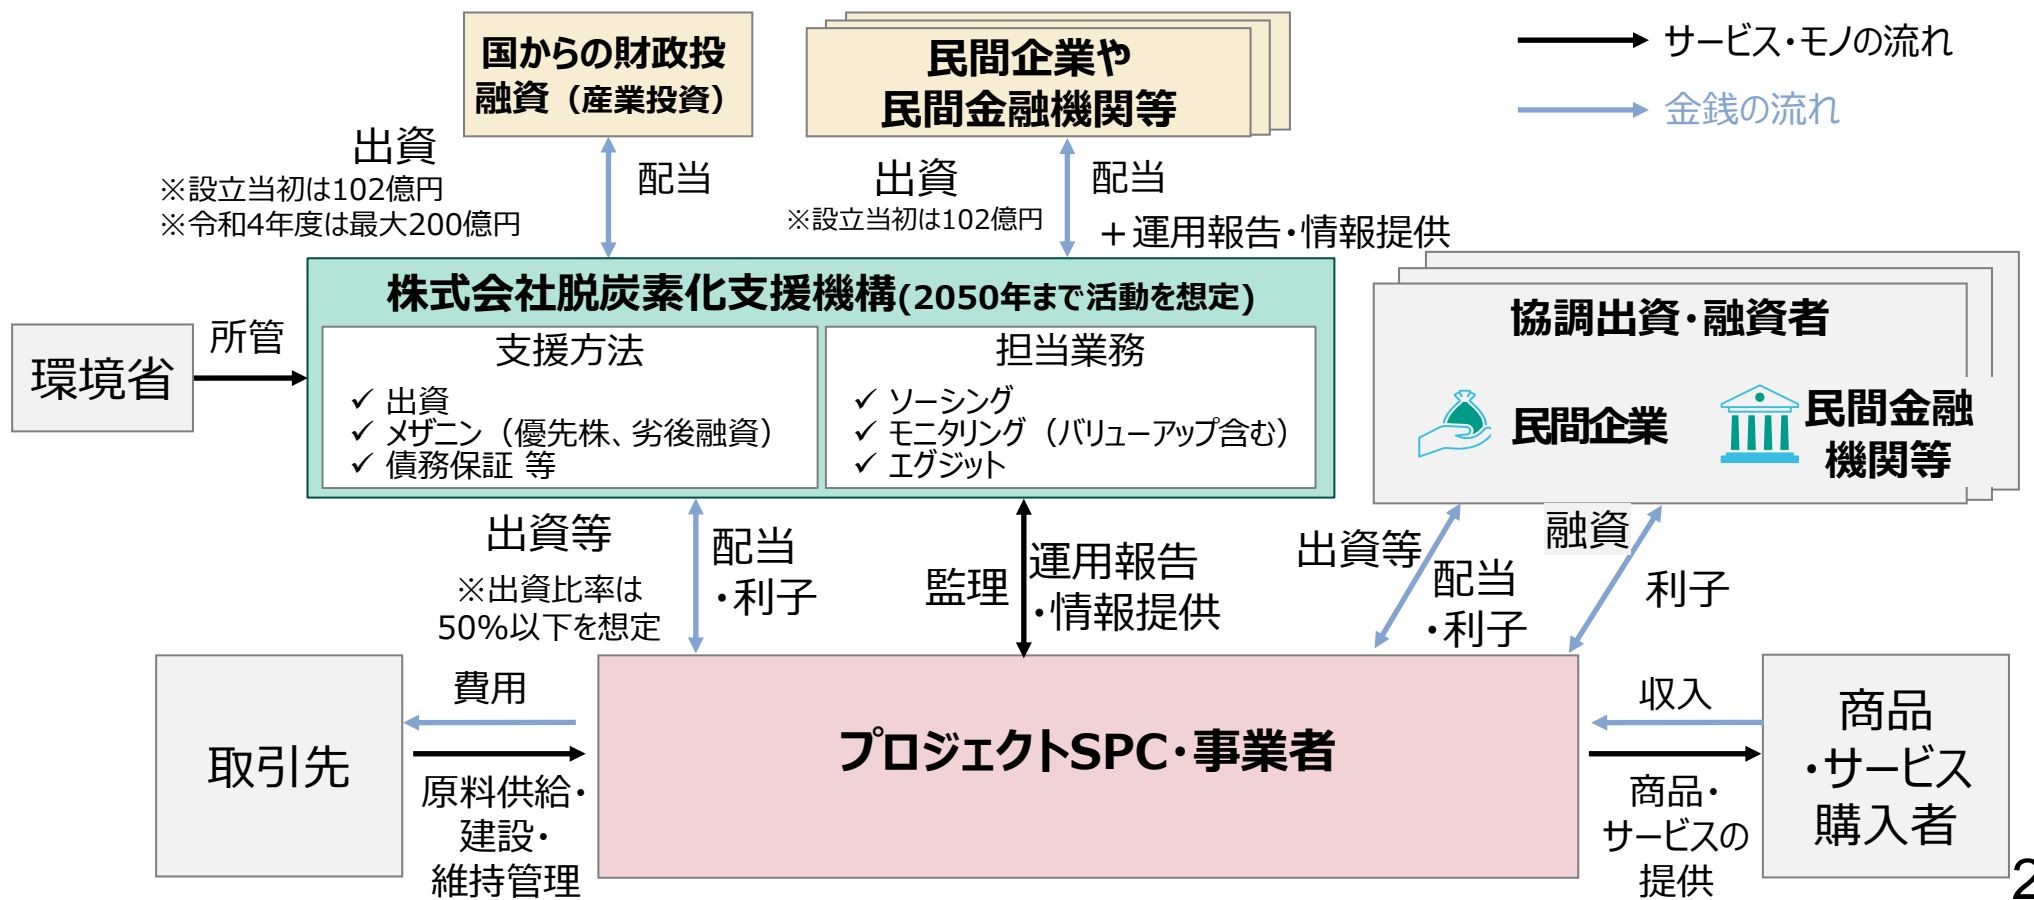 国からの財政投
融資（産業投資）
民間企業や
民間金融機関等
サービス・モノの流れ
金銭の流れ
出資
※設立当初は102億円
※令和4年度は最大200億円
配当
出資
※設立当初は102億円
配当
＋運用報告・情報提供
環境省
所管
株式会社脱炭素化支援機構(2050年まで活動を想定)
支援方法
✓ 出資
✓ メザニン（優先株、劣後融資）
✓ 債務保証 等
担当業務
✓ ソーシング
✓ モニタリング（バリューアップ含む）
✓ エグジット
協調出資・融資者
民間企業
民間金融
機関等
出資等
※出資比率は
50%以下を想定
配当
・利子
監理
運用報告
・情報提供
出資等
配当
・利子
融資
利子
取引先
費用
原料供給・
建設・
維持管理
プロジェクトSPC・事業者
収入
商品・
サービスの
提供
商品
・サービス
購入者
2